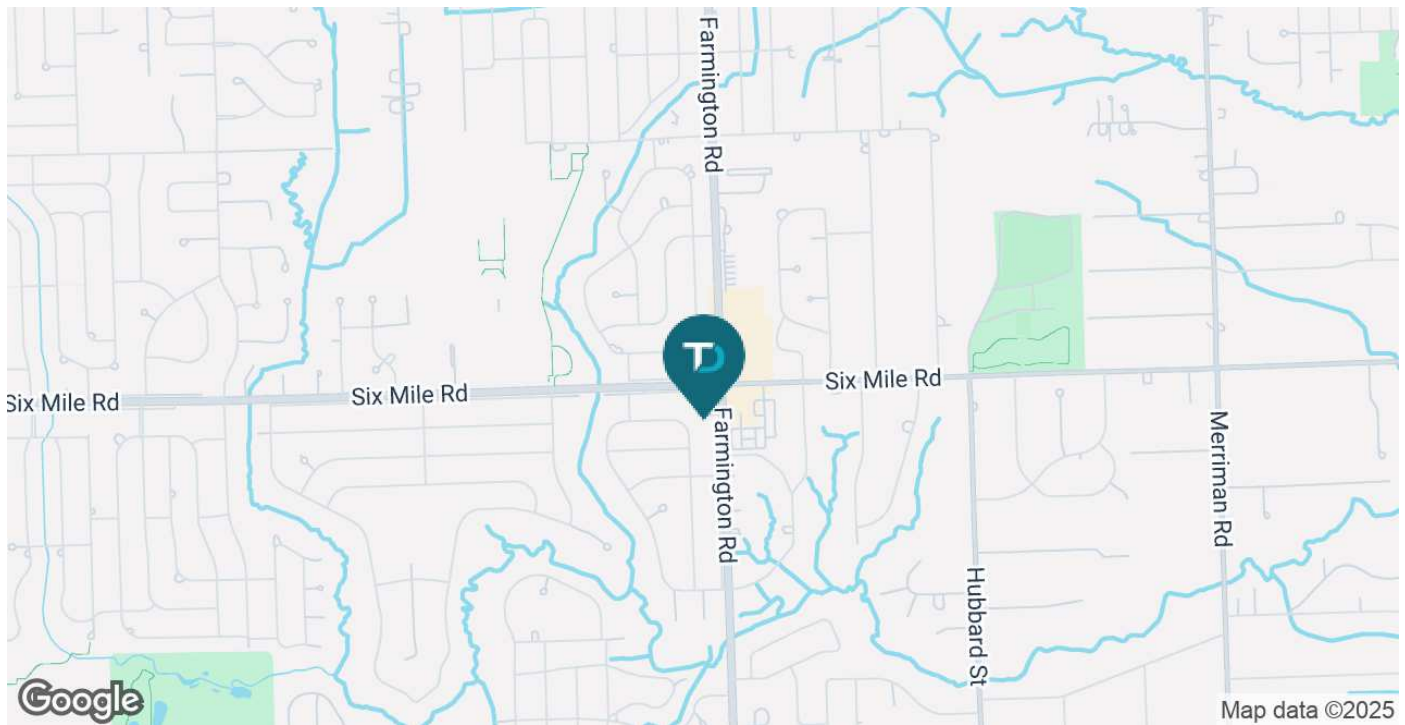 Farmington Rd
TD
Six Mile Rd
Six Mile Rd
Six Mile Rd
Farmington Rd
Merriman Rd
Hubbard St
Google
Map data ©2025